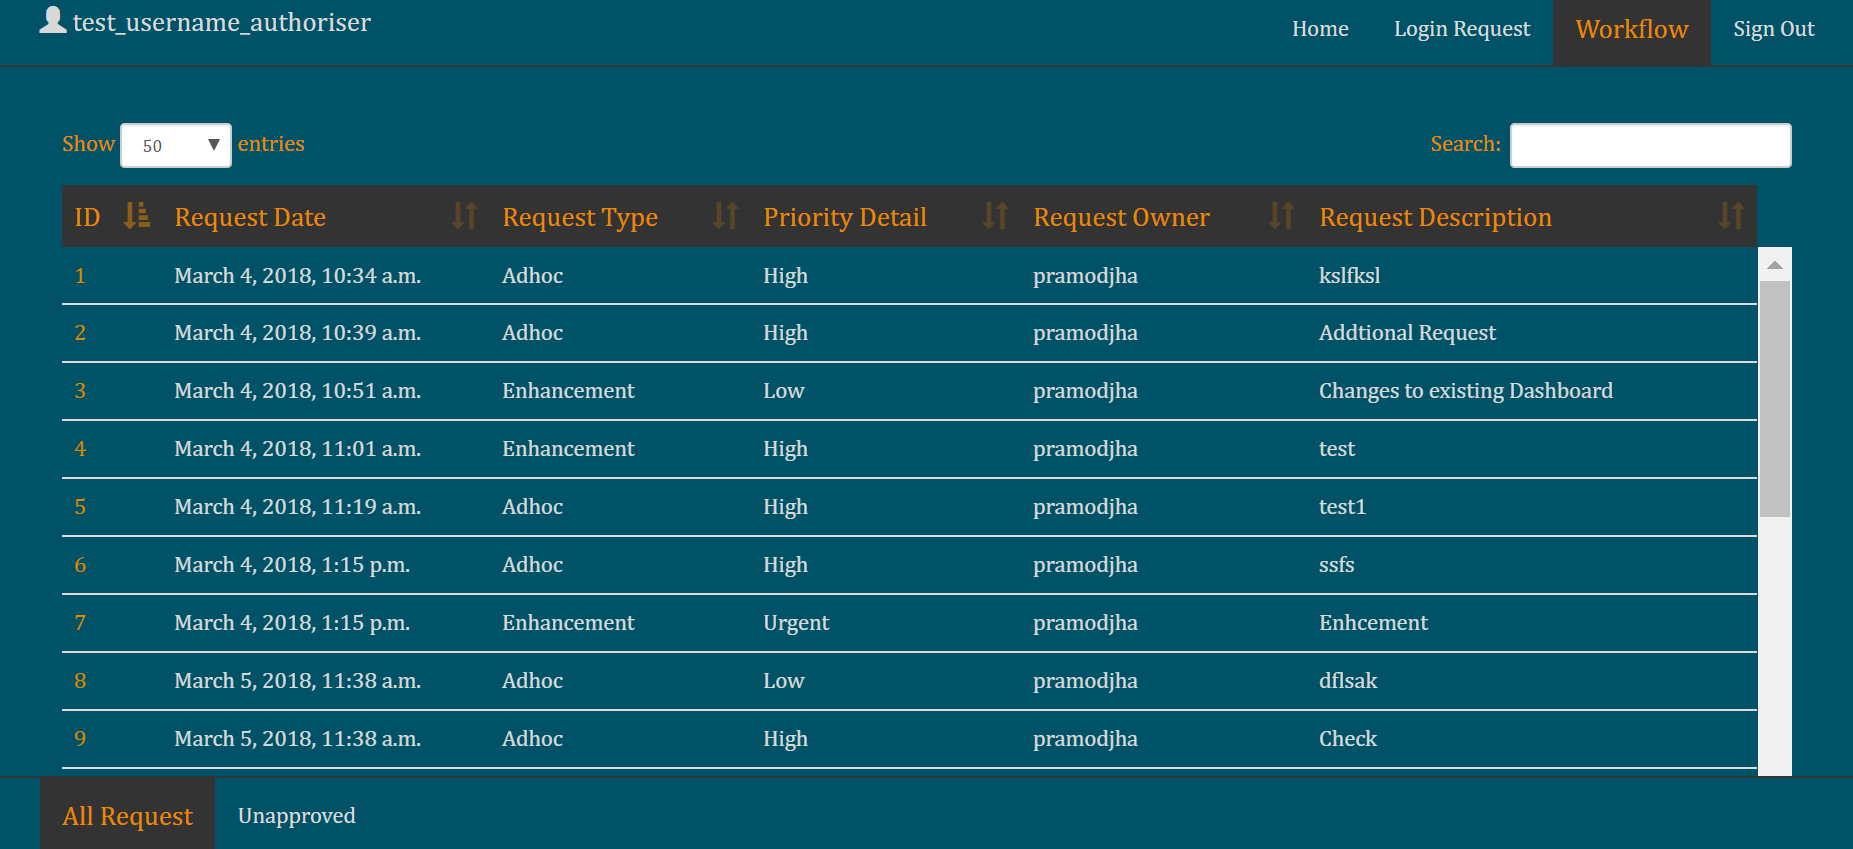 test_username_authoriser Home Login Request Workflow Sign Out
Show 50 entries Search:
ID Request Date Request Type Priority Detail Request Owner Request Description
1 March 4, 2018, 10:34 a.m. Adhoc High pramodjha kslfksl
2 March 4, 2018, 10:39 a.m. Adhoc High pramodjha Addtional Request
3 March 4, 2018, 10:51 a.m. Enhancement Low pramodjha Changes to existing Dashboard
4 March 4, 2018, 11:01 a.m. Enhancement High pramodjha test
5 March 4, 2018, 11:19 a.m. Adhoc High pramodjha test1
6 March 4, 2018, 1:15 p.m. Adhoc High pramodjha ssfs
7 March 4, 2018, 1:15 p.m. Enhancement Urgent pramodjha Enhcement
8 March 5, 2018, 11:38 a.m. Adhoc Low pramodjha dflsak
9 March 5, 2018, 11:38 a.m. Adhoc High pramodjha Check
All Request Unapproved